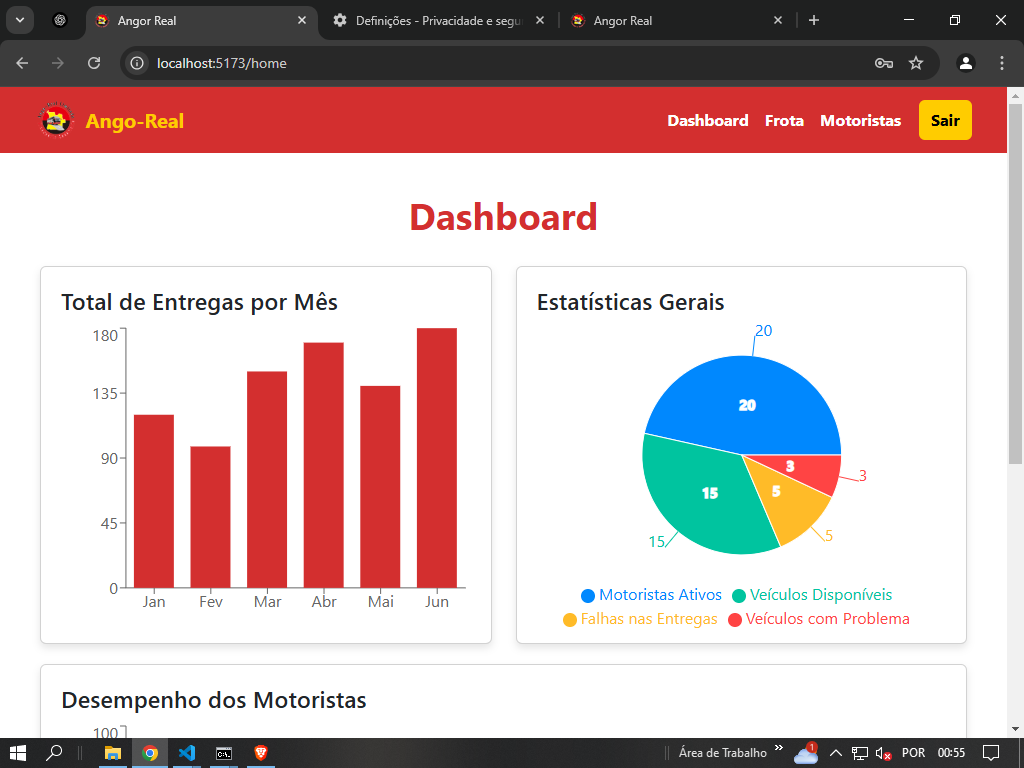 Angor Real
Definições - Privacidade e segu
Angor Real
localhost:5173/home
Ango-Real
Dashboard Frota Motoristas Sair
Dashboard
Total de Entregas por Mês
180
135
90
45
0
Jan Fev Mar Abr Mai Jun
Estatísticas Gerais
20
20
3
3
5
5
15
15
Motoristas Ativos Veículos Disponíveis
Falhas nas Entregas Veículos com Problema
Desempenho dos Motoristas
100
Área de Trabalho 1 POR 00:55